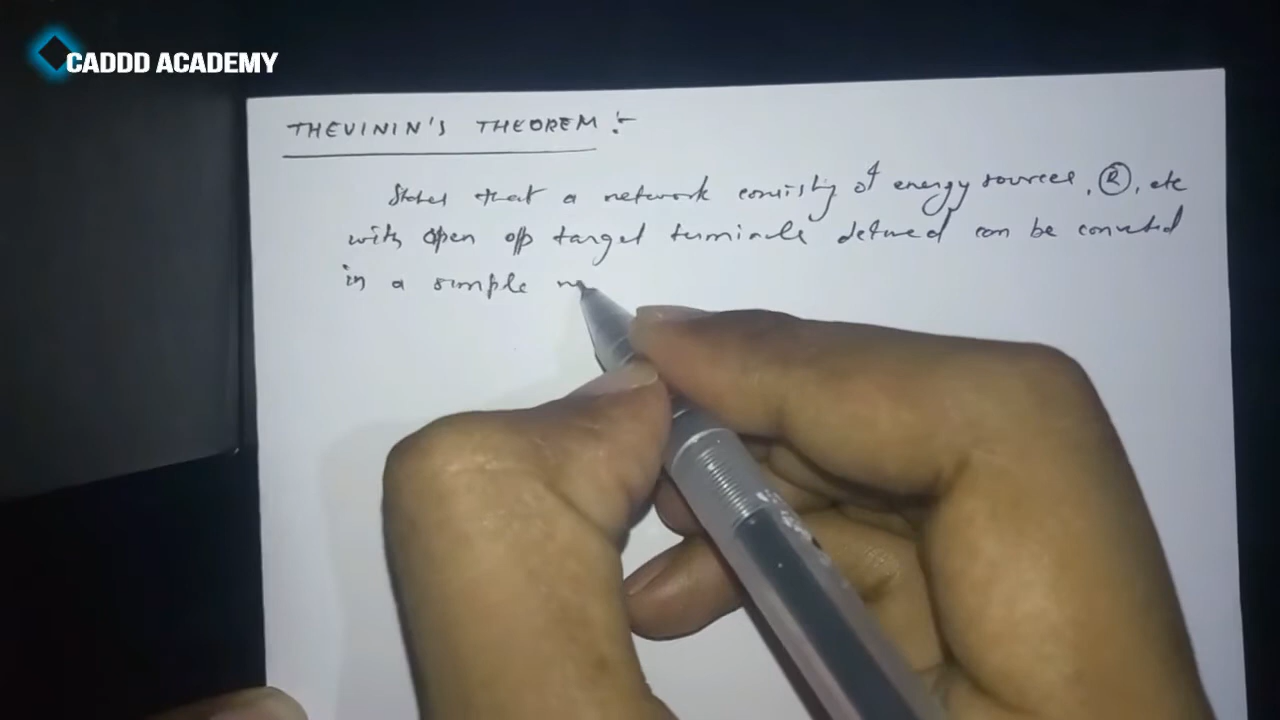 CADDD ACADEMY
THEVININ'S THEOREM :-
States that a network consistig of energy sources, R, etc
with open o/p target terminals defined can be converted
in a simple